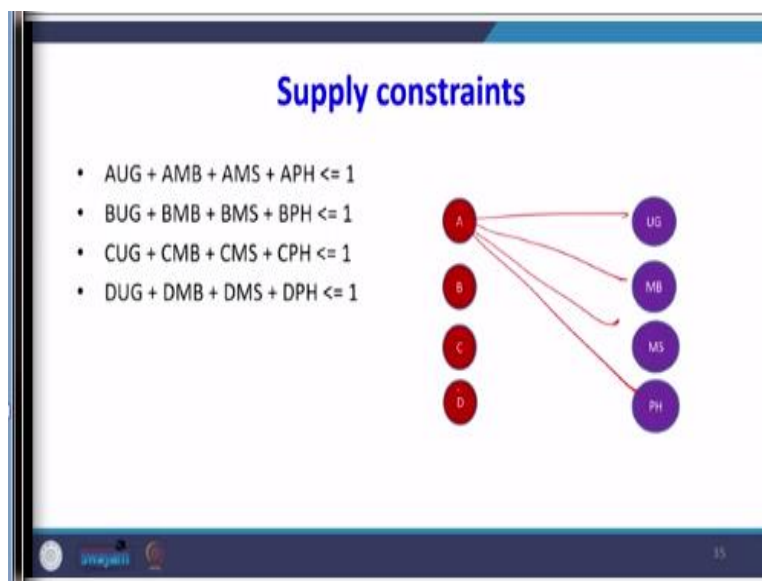 Supply constraints
• AUG + AMB + AMS + APH <= 1
• BUG + BMB + BMS + BPH <= 1
• CUG + CMB + CMS + CPH <= 1
• DUG + DMB + DMS + DPH <= 1
A
UG
B
MB
C
MS
D
PH
swayam
35